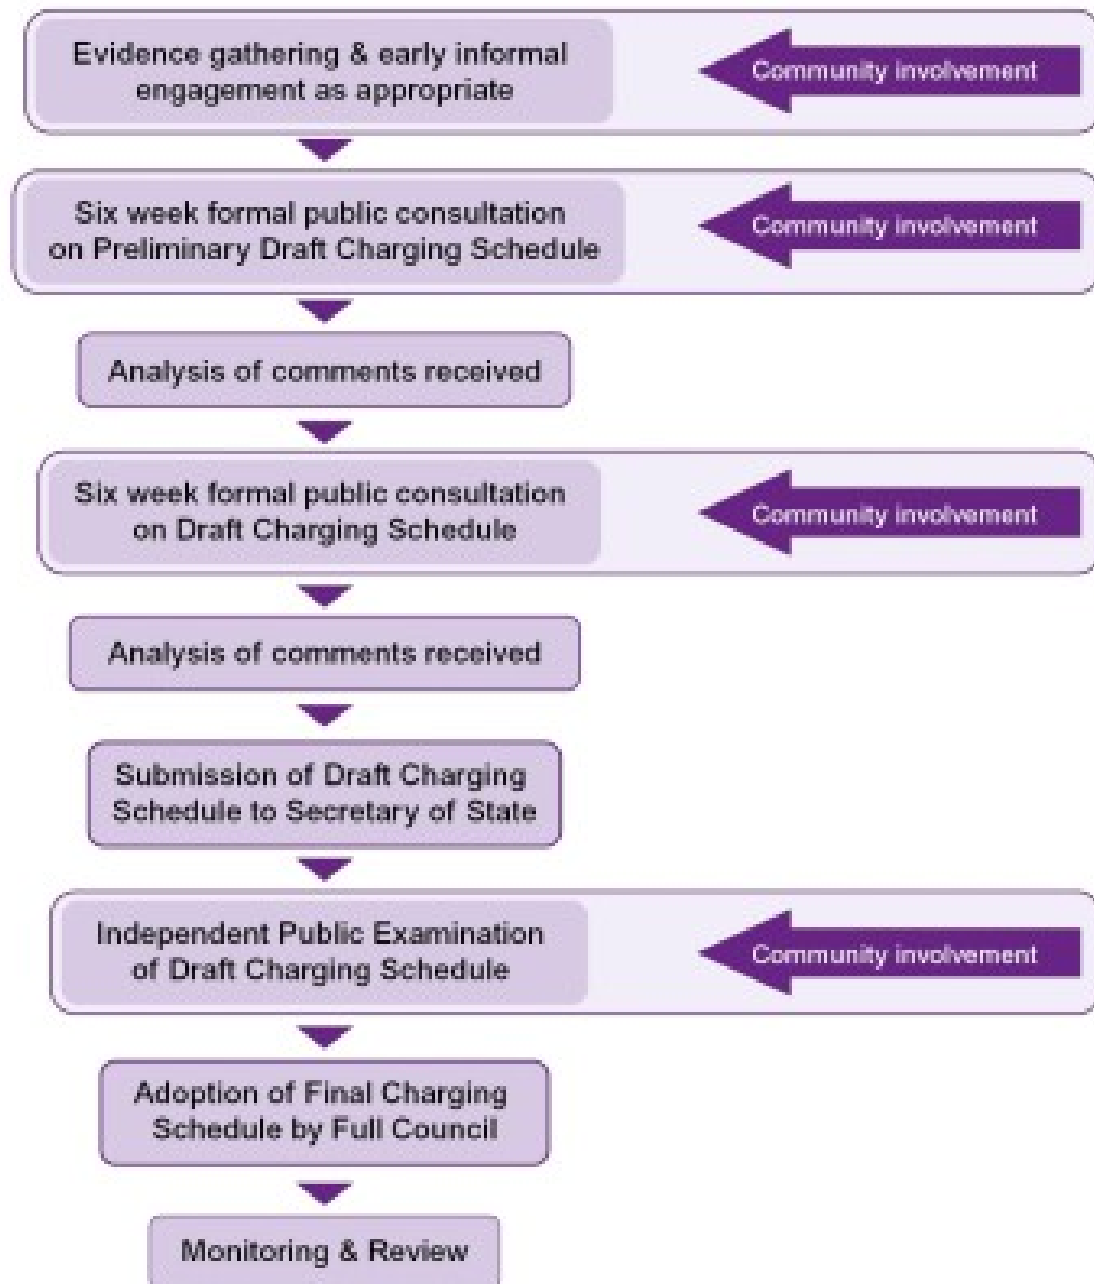 Evidence gathering & early informal
engagement as appropriate
Community involvement
Six week formal public consultation
on Preliminary Draft Charging Schedule
Community involvement
Analysis of comments received
Six week formal public consultation
on Draft Charging Schedule
Community involvement
Analysis of comments received
Submission of Draft Charging
Schedule to Secretary of State
Independent Public Examination
of Draft Charging Schedule
Community involvement
Adoption of Final Charging
Schedule by Full Council
Monitoring & Review